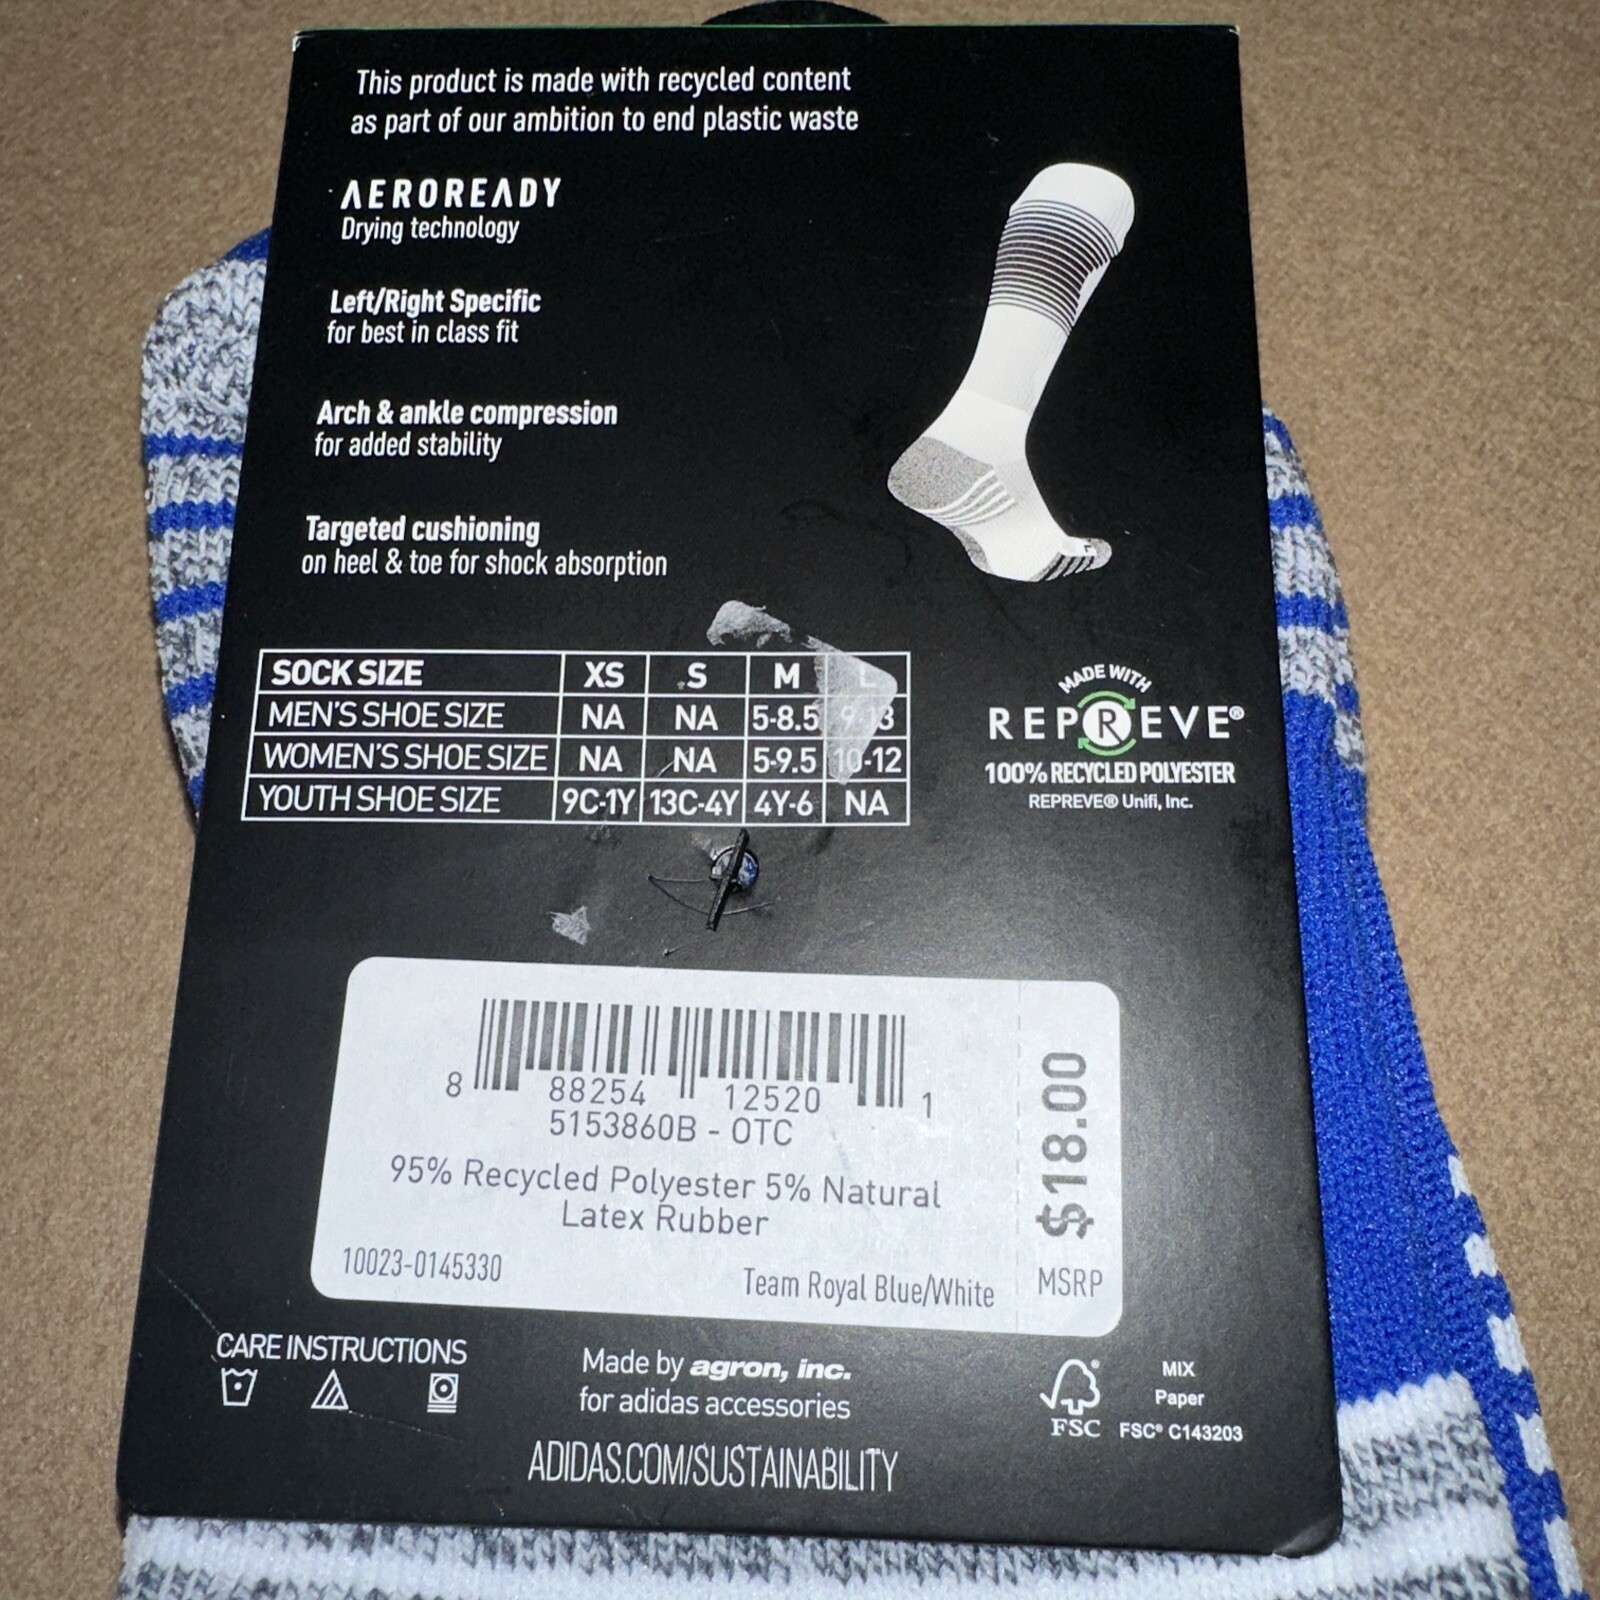 This product is made with recycled content
as part of our ambition to end plastic waste
AEROREADY
Drying technology
Left/Right Specific
for best in class fit
Arch & ankle compression
for added stability
Targeted cushioning
on heel & toe for shock absorption
SOCK SIZE XS S M L
MEN'S SHOE SIZE NA NA 5-8.5 9-13
WOMEN'S SHOE SIZE NA NA 5-9.5 10-12
YOUTH SHOE SIZE 9C-1Y 13C-4Y 4Y-6 NA
MADE WITH
REPREVE®
100% RECYCLED POLYESTER
REPREVE® Unifi, Inc.
8 88254 12520 1
5153860B - OTC
95% Recycled Polyester 5% Natural
Latex Rubber
10023-0145330
Team Royal Blue/White
$18.00
MSRP
CARE INSTRUCTIONS
Made by agron, inc.
for adidas accessories
ADIDAS.COM/SUSTAINABILITY
FSC
MIX
Paper
FSC® C143203